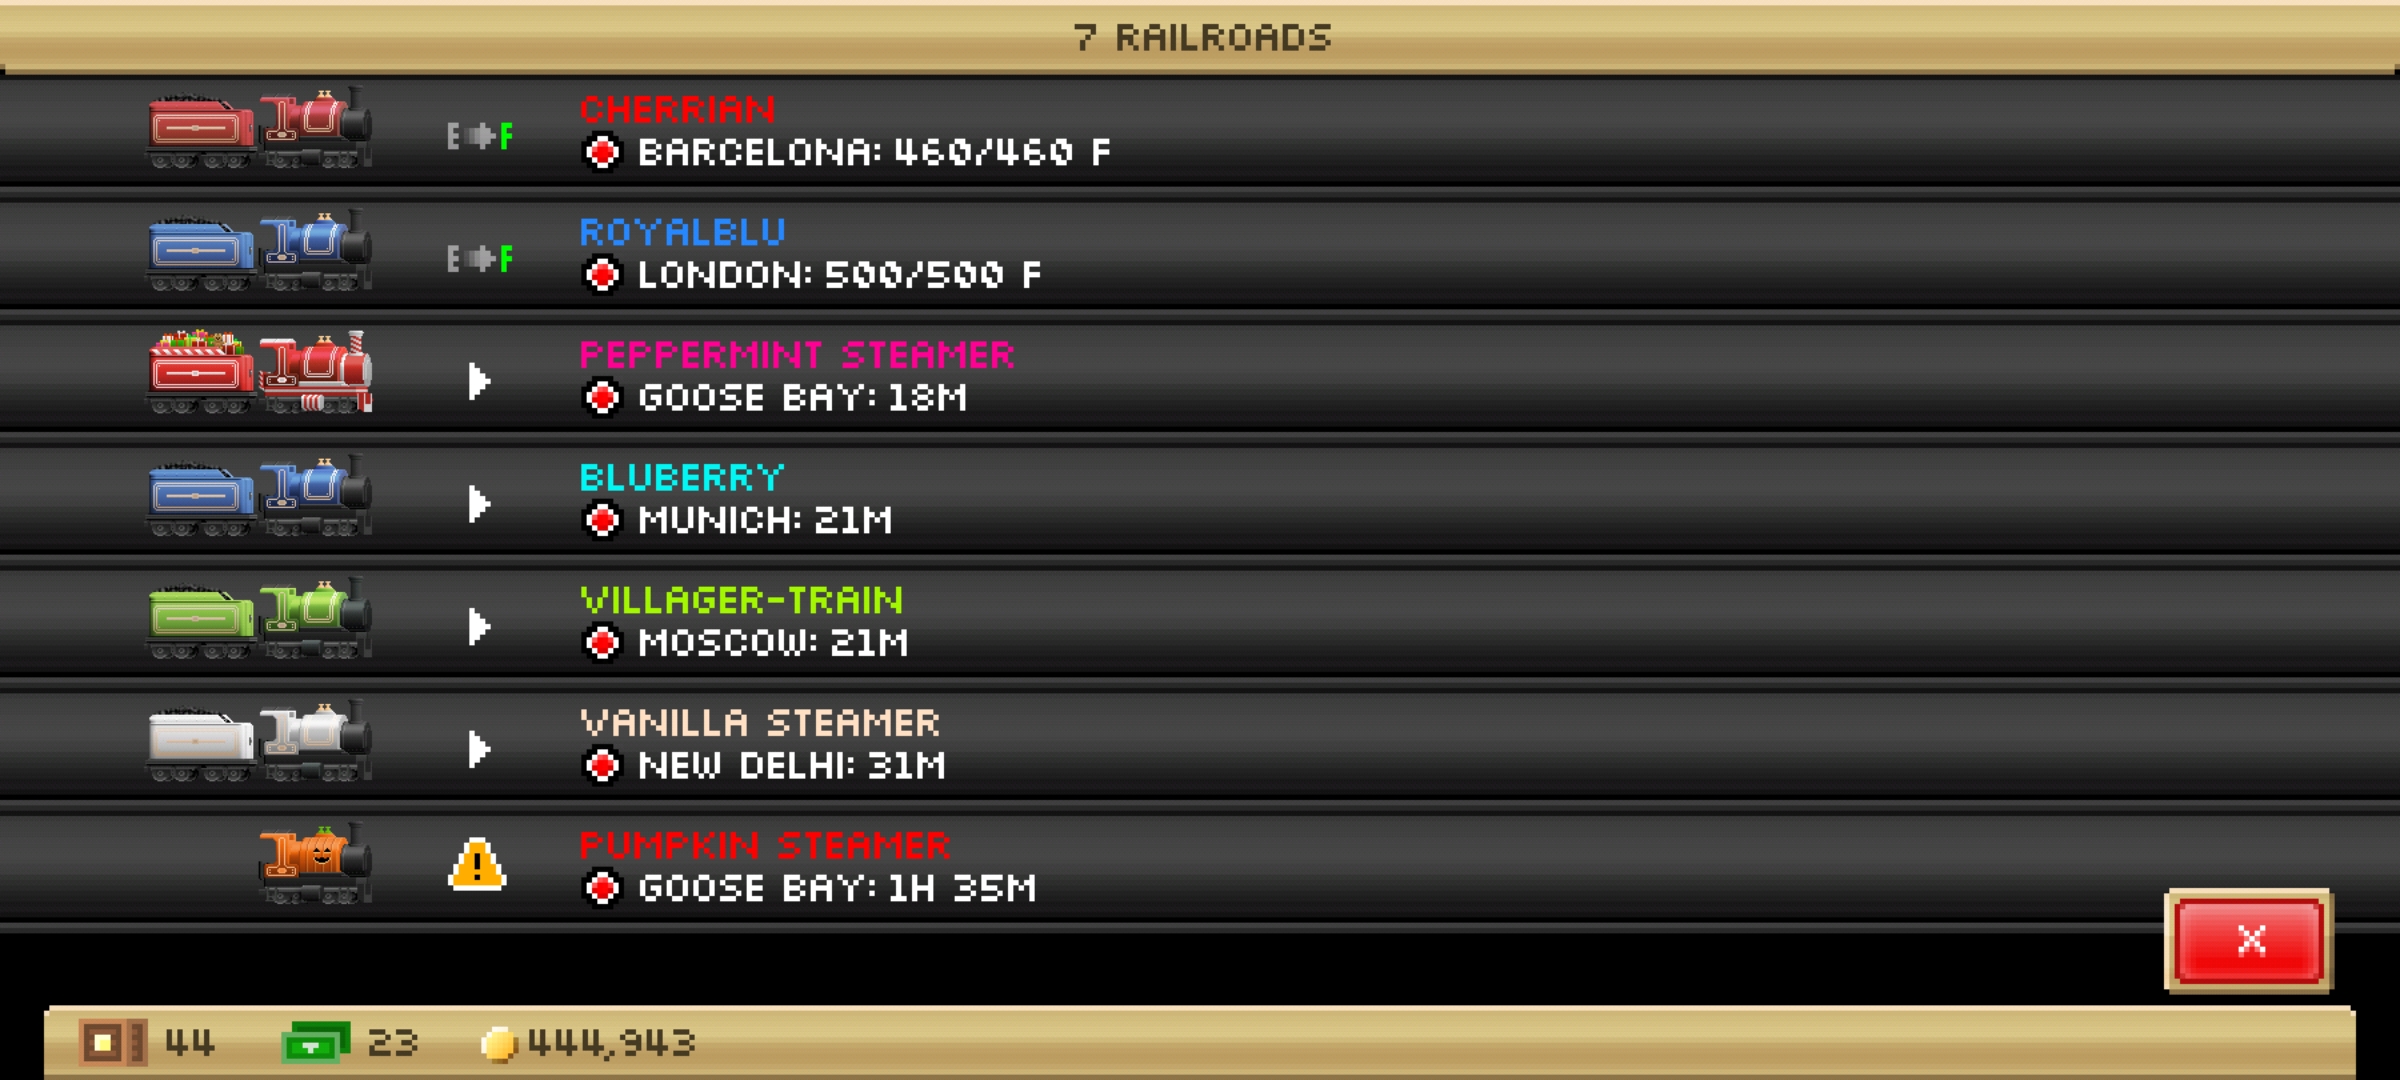 7 RAILROADS
CHERRIAN
E F
BARCELONA: 460/460 F
ROYALBLU
E F
LONDON: 500/500 F
PEPPERMINT STEAMER
GOOSE BAY: 18M
BLUBERRY
MUNICH: 21M
VILLAGER-TRAIN
MOSCOW: 21M
VANILLA STEAMER
NEW DELHI: 31M
PUMPKIN STEAMER
GOOSE BAY: 1H 35M
X
44 23 444,943